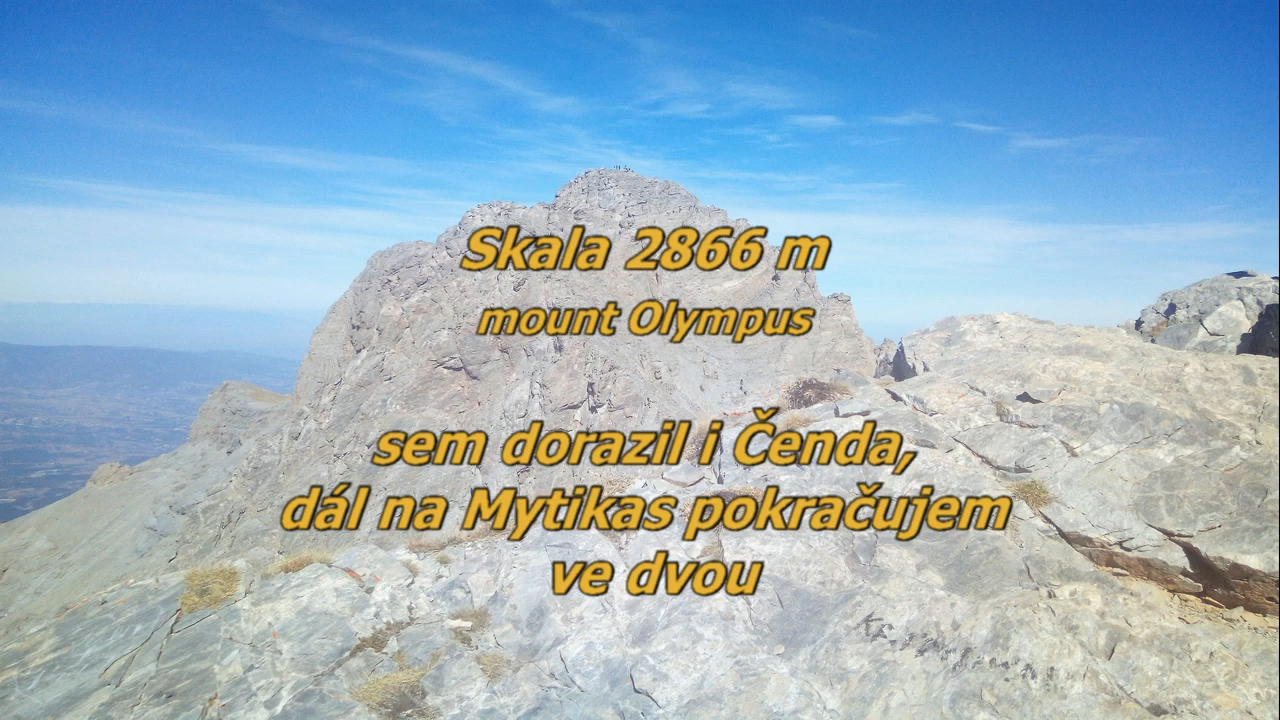 Skala 2866 m
mount Olympus
sem dorazil i Čenda,
dál na Mytikas pokračujem
ve dvou